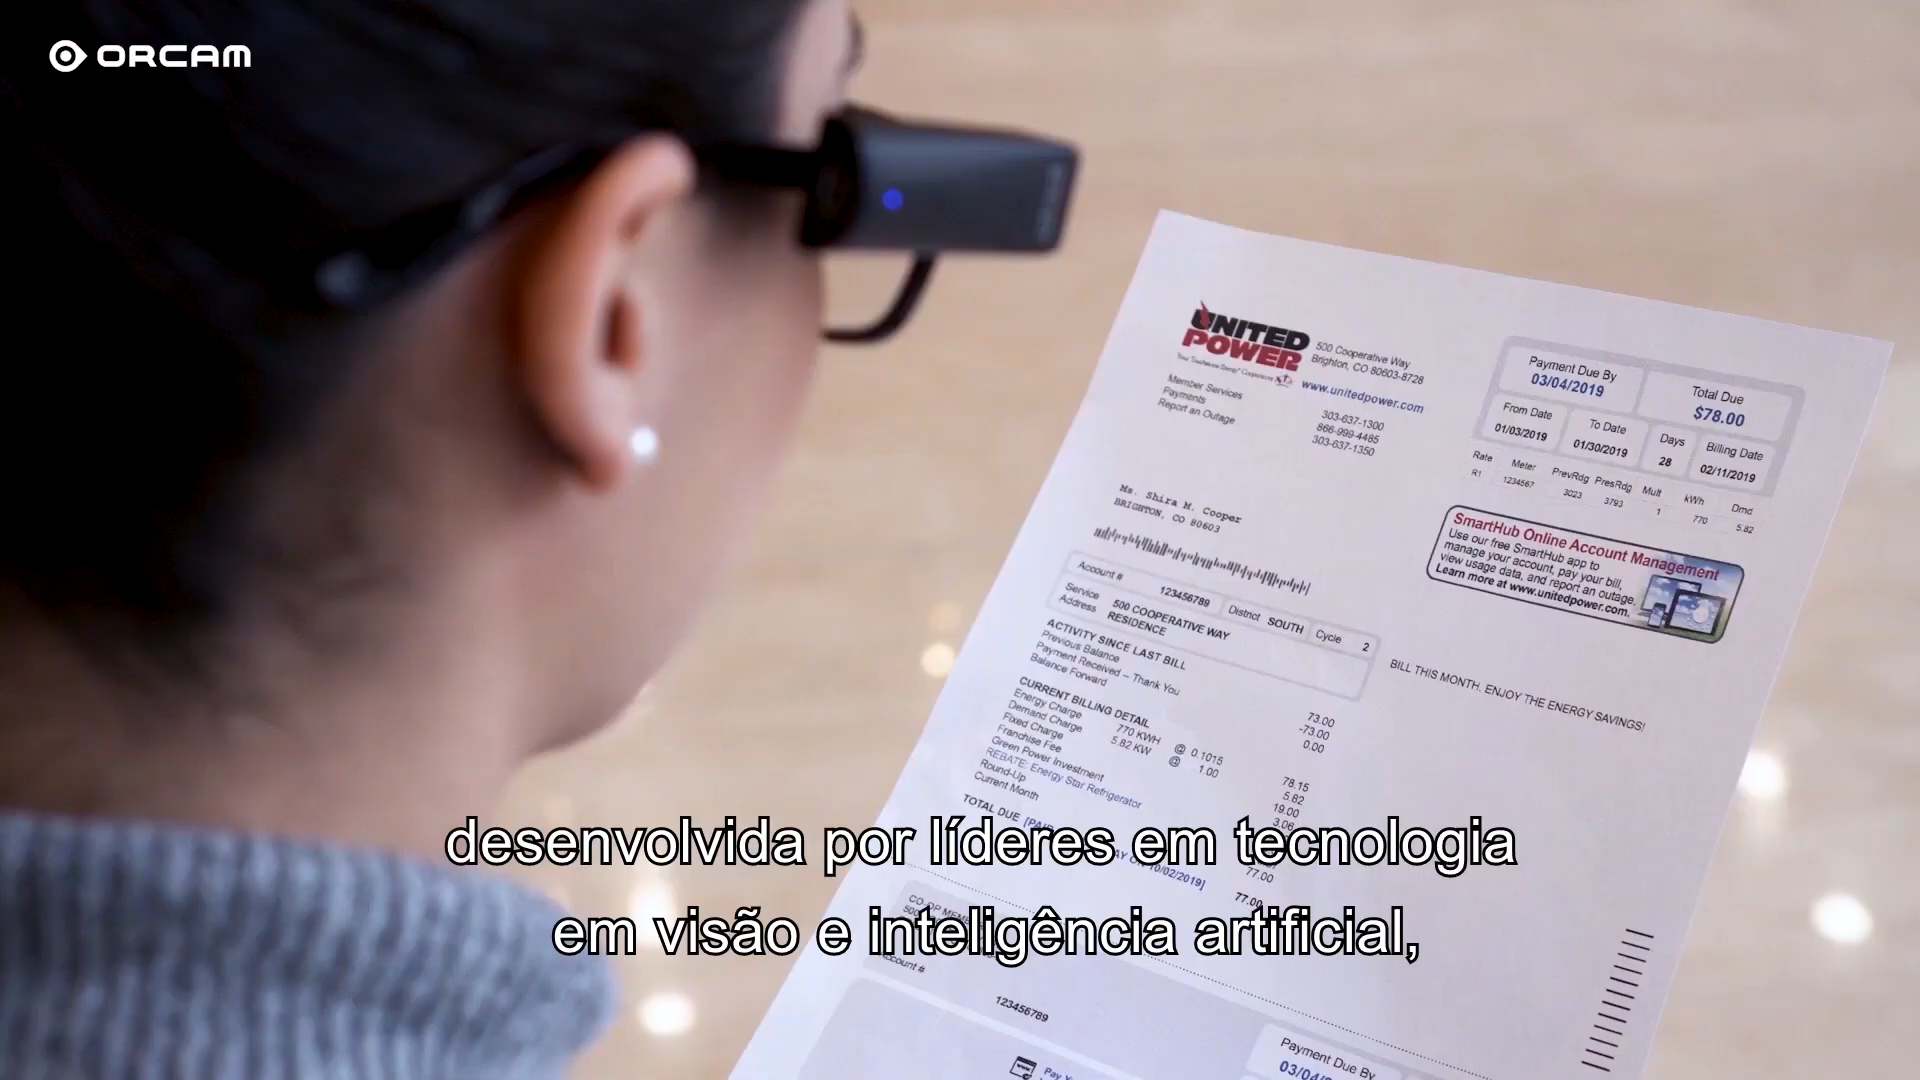 ORCAM
UNITED
POWER
500 Cooperative Way
Brighton, CO 80603-8728
www.unitedpower.com
Member Services 303-637-1300
Payments 866-999-4485
Report an Outage 303-637-1350
Payment Due By
03/04/2019
Total Due
$78.00
From Date
01/03/2019
To Date
01/30/2019
Days
28
Billing Date
02/11/2019
Rate Meter PrevRdg PresRdg Mult kWh Dmd
R1 1234567 3023 3793 1 770 5.82
SmartHub Online Account Management
Use our free SmartHub app to
manage your account, pay your bill,
view usage data, and report an outage.
Learn more at www.unitedpower.com.
Ms. Shira M. Cooper
BRIGHTON, CO 80603
Account # 123456789 District SOUTH Cycle 2
Service Address 500 COOPERATIVE WAY
RESIDENCE
BILL THIS MONTH. ENJOY THE ENERGY SAVINGS!
ACTIVITY SINCE LAST BILL
Previous Balance 73.00
Payment Received – Thank You -73.00
Balance Forward 0.00
CURRENT BILLING DETAIL
Energy Charge 770 KWH @ 0.1015 78.15
Demand Charge 5.82 KW @ 1.00 5.82
Fixed Charge 19.00
Franchise Fee 3.06
Green Power Investment
REBATE: Energy Star Refrigerator
Round-Up
Current Month 77.00
TOTAL DUE 10/02/2019] 77.00
desenvolvida por líderes em tecnologia
em visão e inteligência artificial,
Account #
123456789
Payment Due By